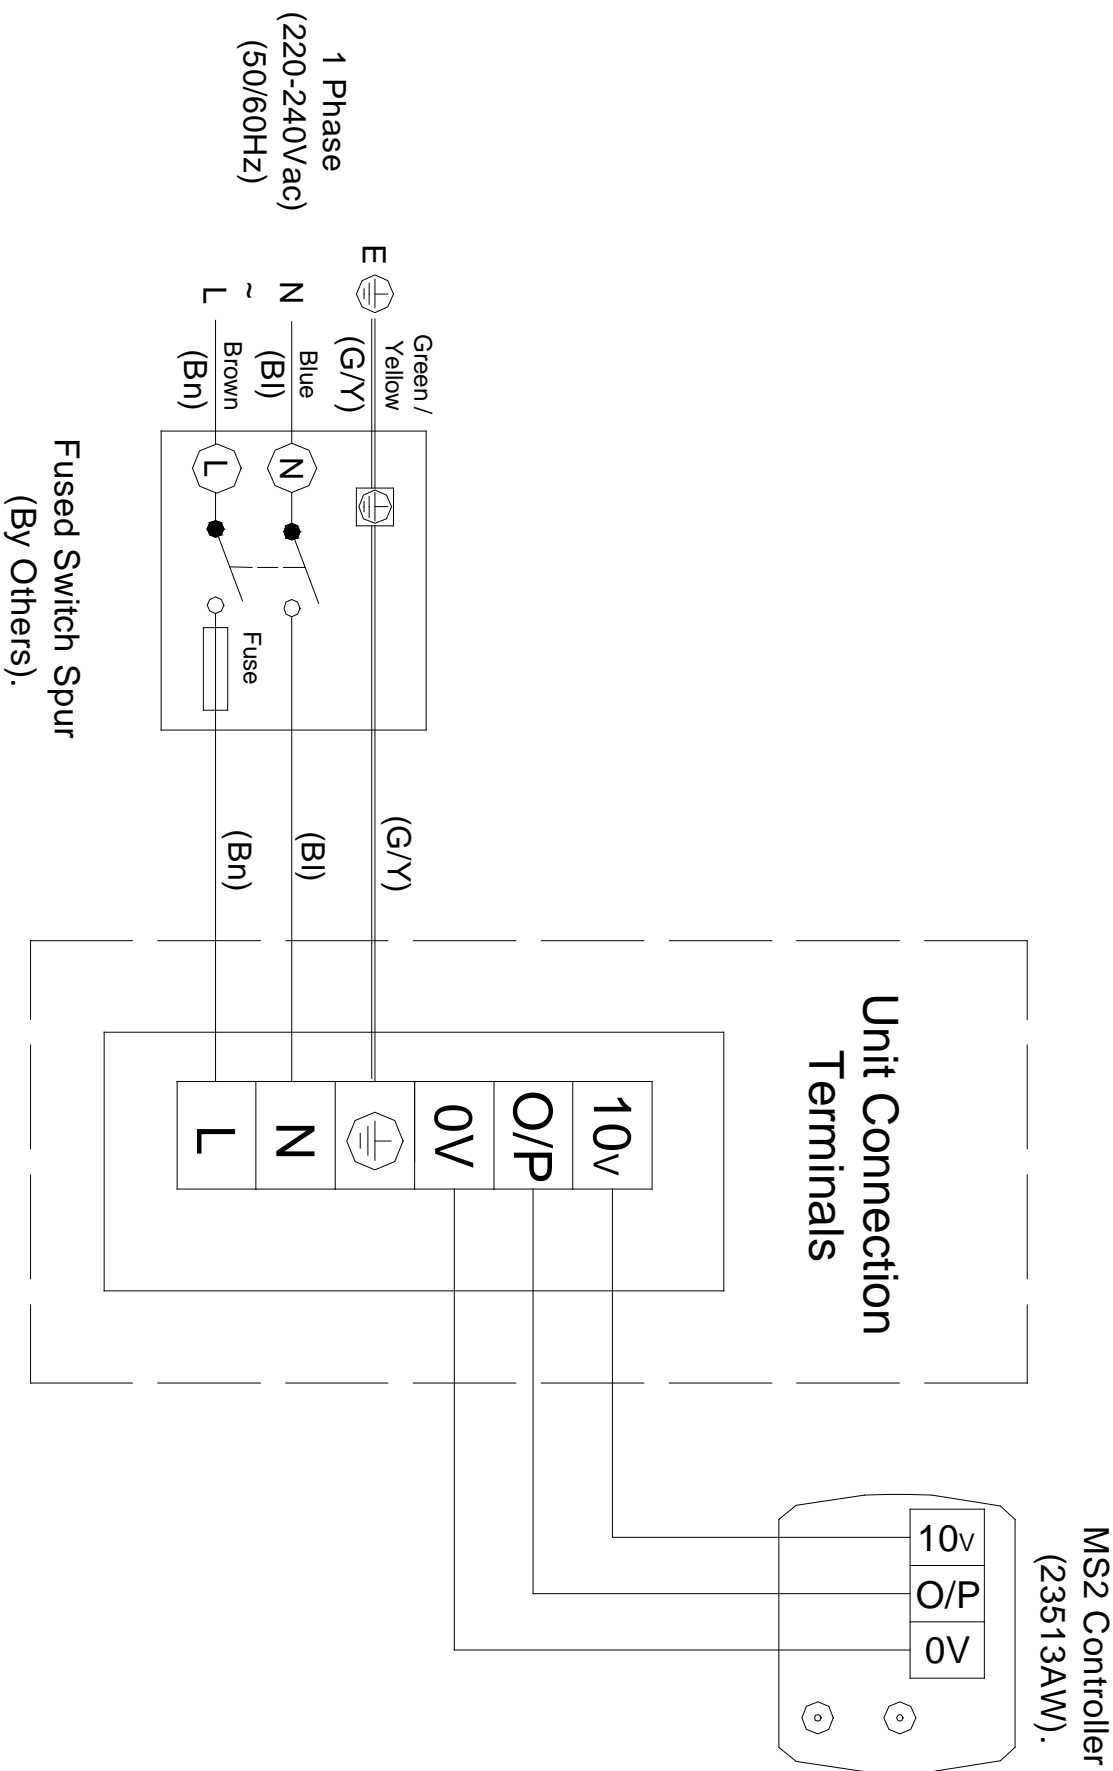 1 Phase
(220-240Vac)
(50/60Hz)
E
N
~
L
Green /
Yellow
(G/Y)
Blue
(Bl)
Brown
(Bn)
N
L
Fuse
Fused Switch Spur
(By Others).
(G/Y)
(Bl)
(Bn)
Unit Connection
Terminals
10V
O/P
0V
N
L
MS2 Controller
(23513AW).
10V
O/P
0V